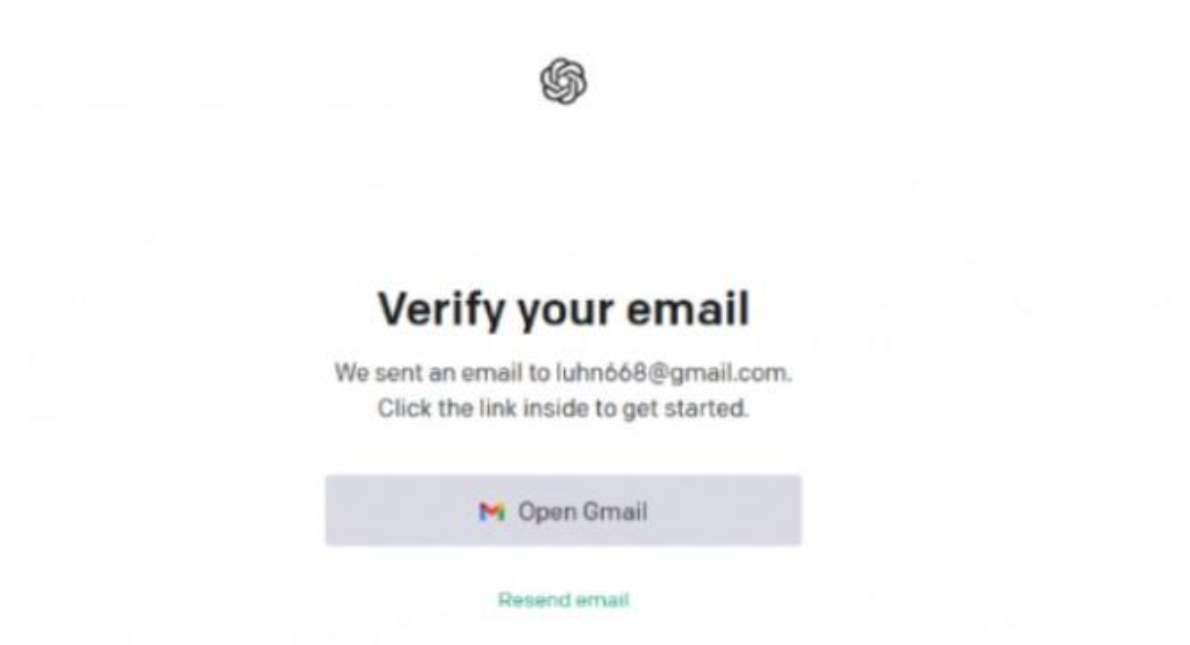 Verify your email
We sent an email to luhn668@gmail.com.
Click the link inside to get started.
Open Gmail
Resend email